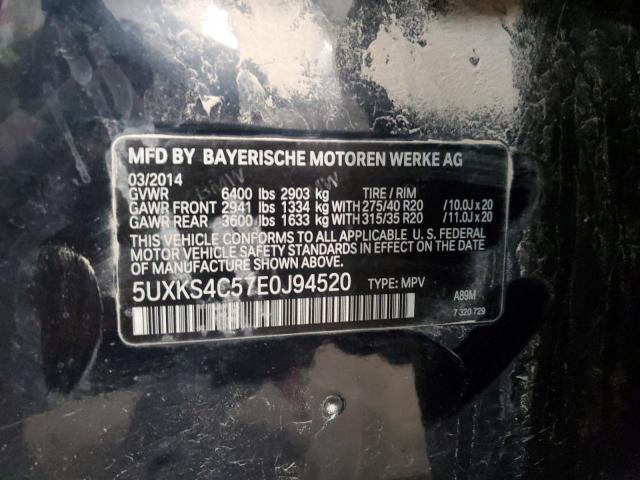 MFD BY BAYERISCHE MOTOREN WERKE AG
03/2014
GVWR 6400 lbs 2903 kg TIRE / RIM
GAWR FRONT 2941 lbs 1334 kg WITH 275/40 R20 / 10.0J x 20
GAWR REAR 3600 lbs 1633 kg WITH 315/35 R20 / 11.0J x 20
THIS VEHICLE CONFORMS TO ALL APPLICABLE U. S. FEDERAL
MOTOR VEHICLE SAFETY STANDARDS IN EFFECT ON THE
DATE OF MANUFACTURE SHOWN ABOVE.
5UXKS4C57E0J94520 TYPE: MPV
A89M
7 320 729